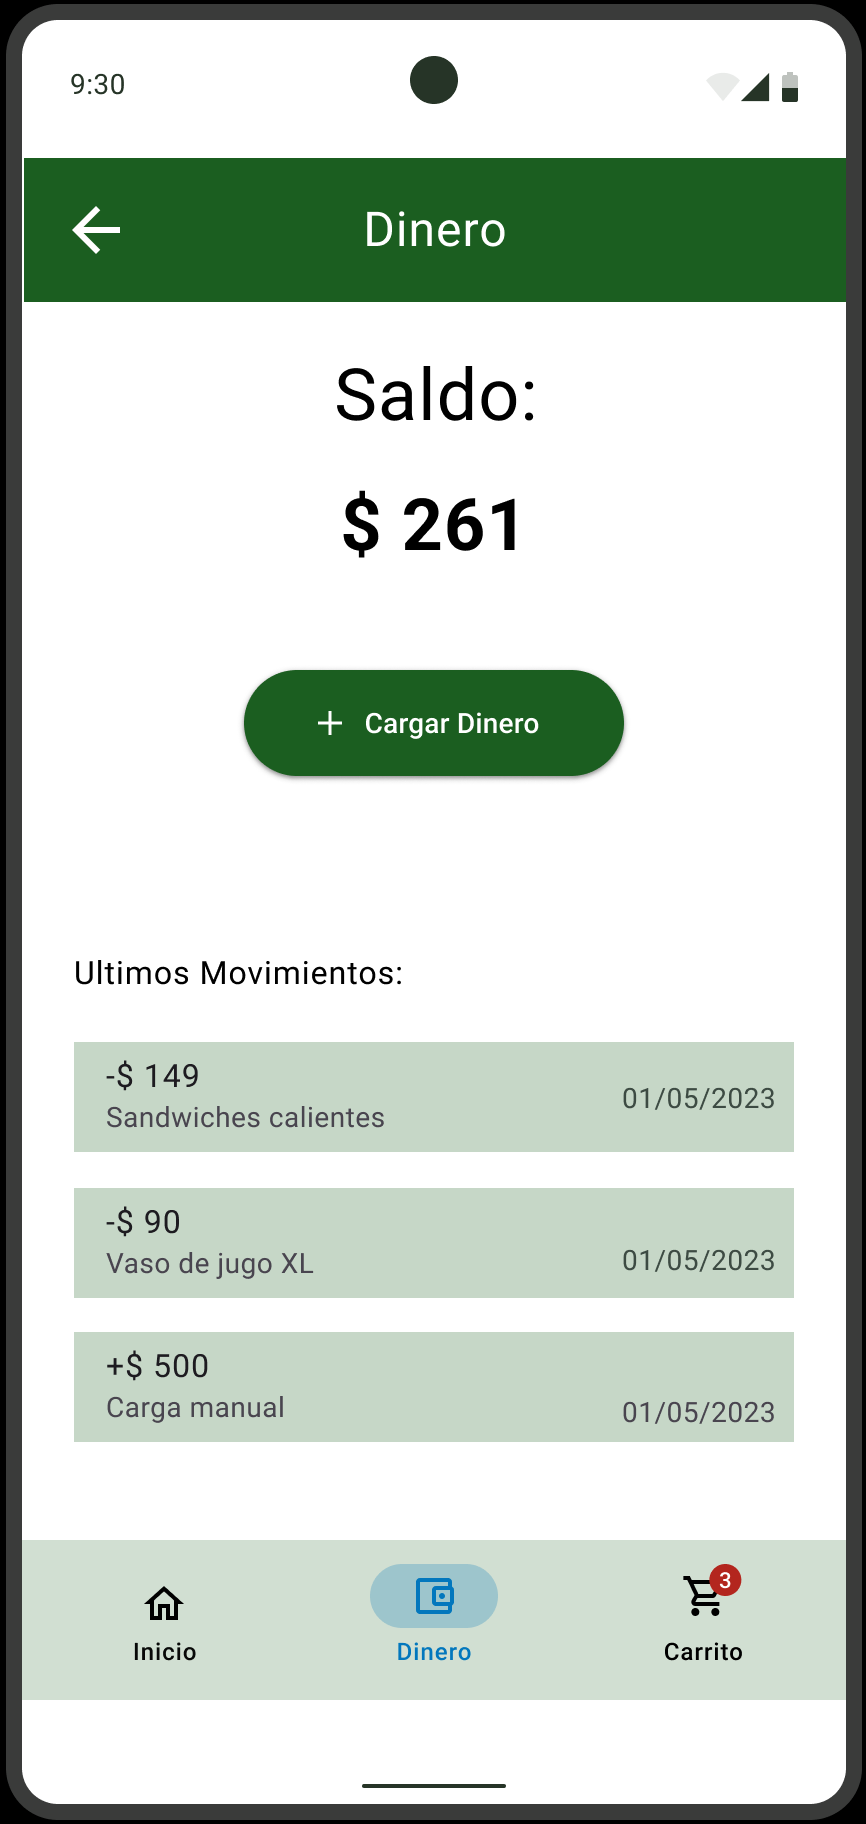 9:30
Dinero
Saldo:
$ 261
+ Cargar Dinero
Ultimos Movimientos:
-$ 149
Sandwiches calientes
01/05/2023
-$ 90
Vaso de jugo XL
01/05/2023
+$ 500
Carga manual
01/05/2023
3
Inicio
Dinero
Carrito